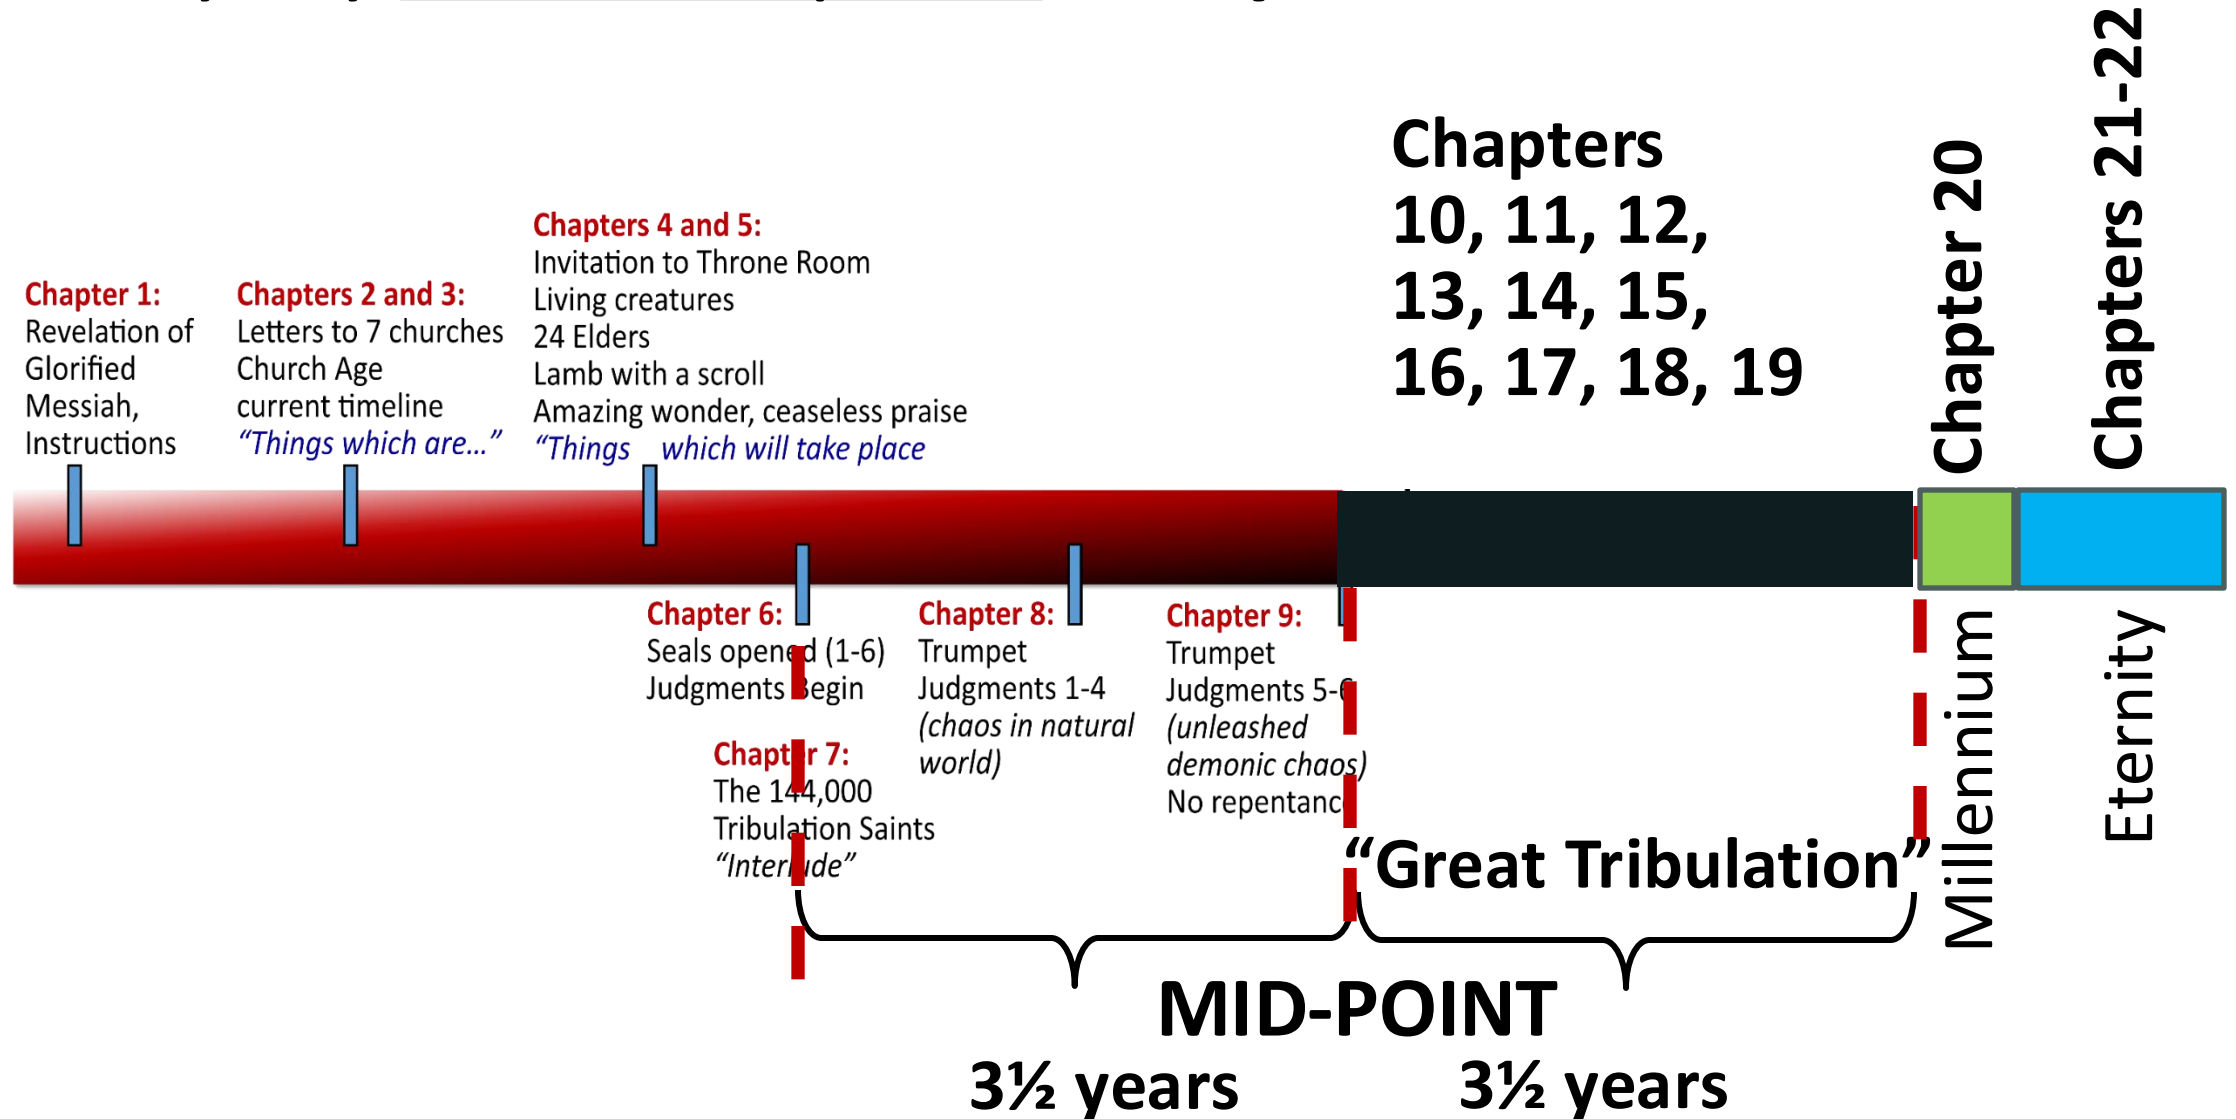 Chapter 1:
Revelation of
Glorified
Messiah,
Instructions
Chapters 2 and 3:
Letters to 7 churches
Church Age
current timeline
“Things which are...”
Chapters 4 and 5:
Invitation to Throne Room
Living creatures
24 Elders
Lamb with a scroll
Amazing wonder, ceaseless praise
“Things which will take place
Chapters
10, 11, 12,
13, 14, 15,
16, 17, 18, 19
Chapter 20
Chapters 21-22
Chapter 6:
Seals opened (1-6)
Judgments Begin
Chapter 7:
The 144,000
Tribulation Saints
“Interlude”
Chapter 8:
Trumpet
Judgments 1-4
(chaos in natural
world)
Chapter 9:
Trumpet
Judgments 5-6
(unleashed
demonic chaos)
No repentance
“Great Tribulation”
Millennium
Eternity
MID-POINT
3½ years
3½ years